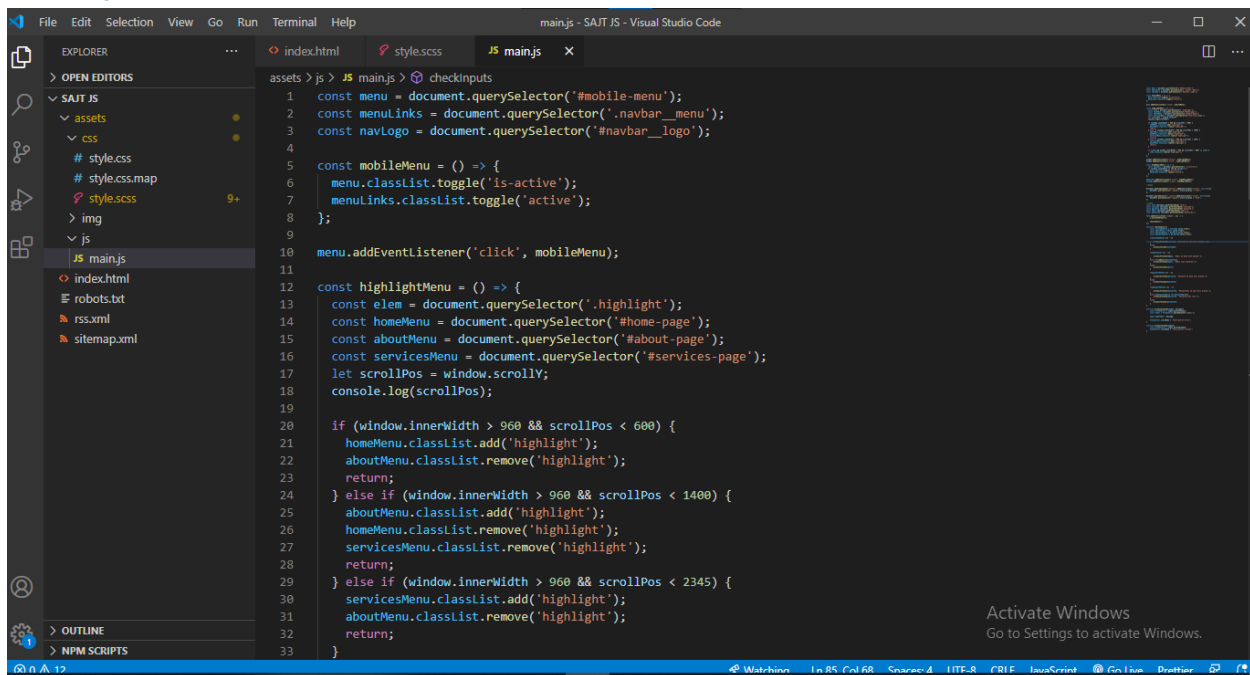 File Edit Selection View Go Run Terminal Help main.js - SAJT JS - Visual Studio Code
EXPLORER
OPEN EDITORS
SAJT JS
assets
css
# style.css
# style.css.map
style.scss 9+
img
js
JS main.js
index.html
robots.txt
rss.xml
sitemap.xml
OUTLINE
NPM SCRIPTS
1
index.html style.scss JS main.js
assets > js > JS main.js > checkInputs
1 const menu = document.querySelector('#mobile-menu');
2 const menuLinks = document.querySelector('.navbar__menu');
3 const navLogo = document.querySelector('#navbar__logo');
4
5 const mobileMenu = () => {
6 menu.classList.toggle('is-active');
7 menuLinks.classList.toggle('active');
8 };
9
10 menu.addEventListener('click', mobileMenu);
11
12 const highlightMenu = () => {
13 const elem = document.querySelector('.highlight');
14 const homeMenu = document.querySelector('#home-page');
15 const aboutMenu = document.querySelector('#about-page');
16 const servicesMenu = document.querySelector('#services-page');
17 let scrollPos = window.scrollY;
18 console.log(scrollPos);
19
20 if (window.innerWidth > 960 && scrollPos < 600) {
21 homeMenu.classList.add('highlight');
22 aboutMenu.classList.remove('highlight');
23 return;
24 } else if (window.innerWidth > 960 && scrollPos < 1400) {
25 aboutMenu.classList.add('highlight');
26 homeMenu.classList.remove('highlight');
27 servicesMenu.classList.remove('highlight');
28 return;
29 } else if (window.innerWidth > 960 && scrollPos < 2345) {
30 servicesMenu.classList.add('highlight');
31 aboutMenu.classList.remove('highlight');
32 return;
33 }
Activate Windows
Go to Settings to activate Windows.
0 12 Watching Ln 85, Col 68 Spaces: 4 UTF-8 CRLF JavaScript Go Live Prettier